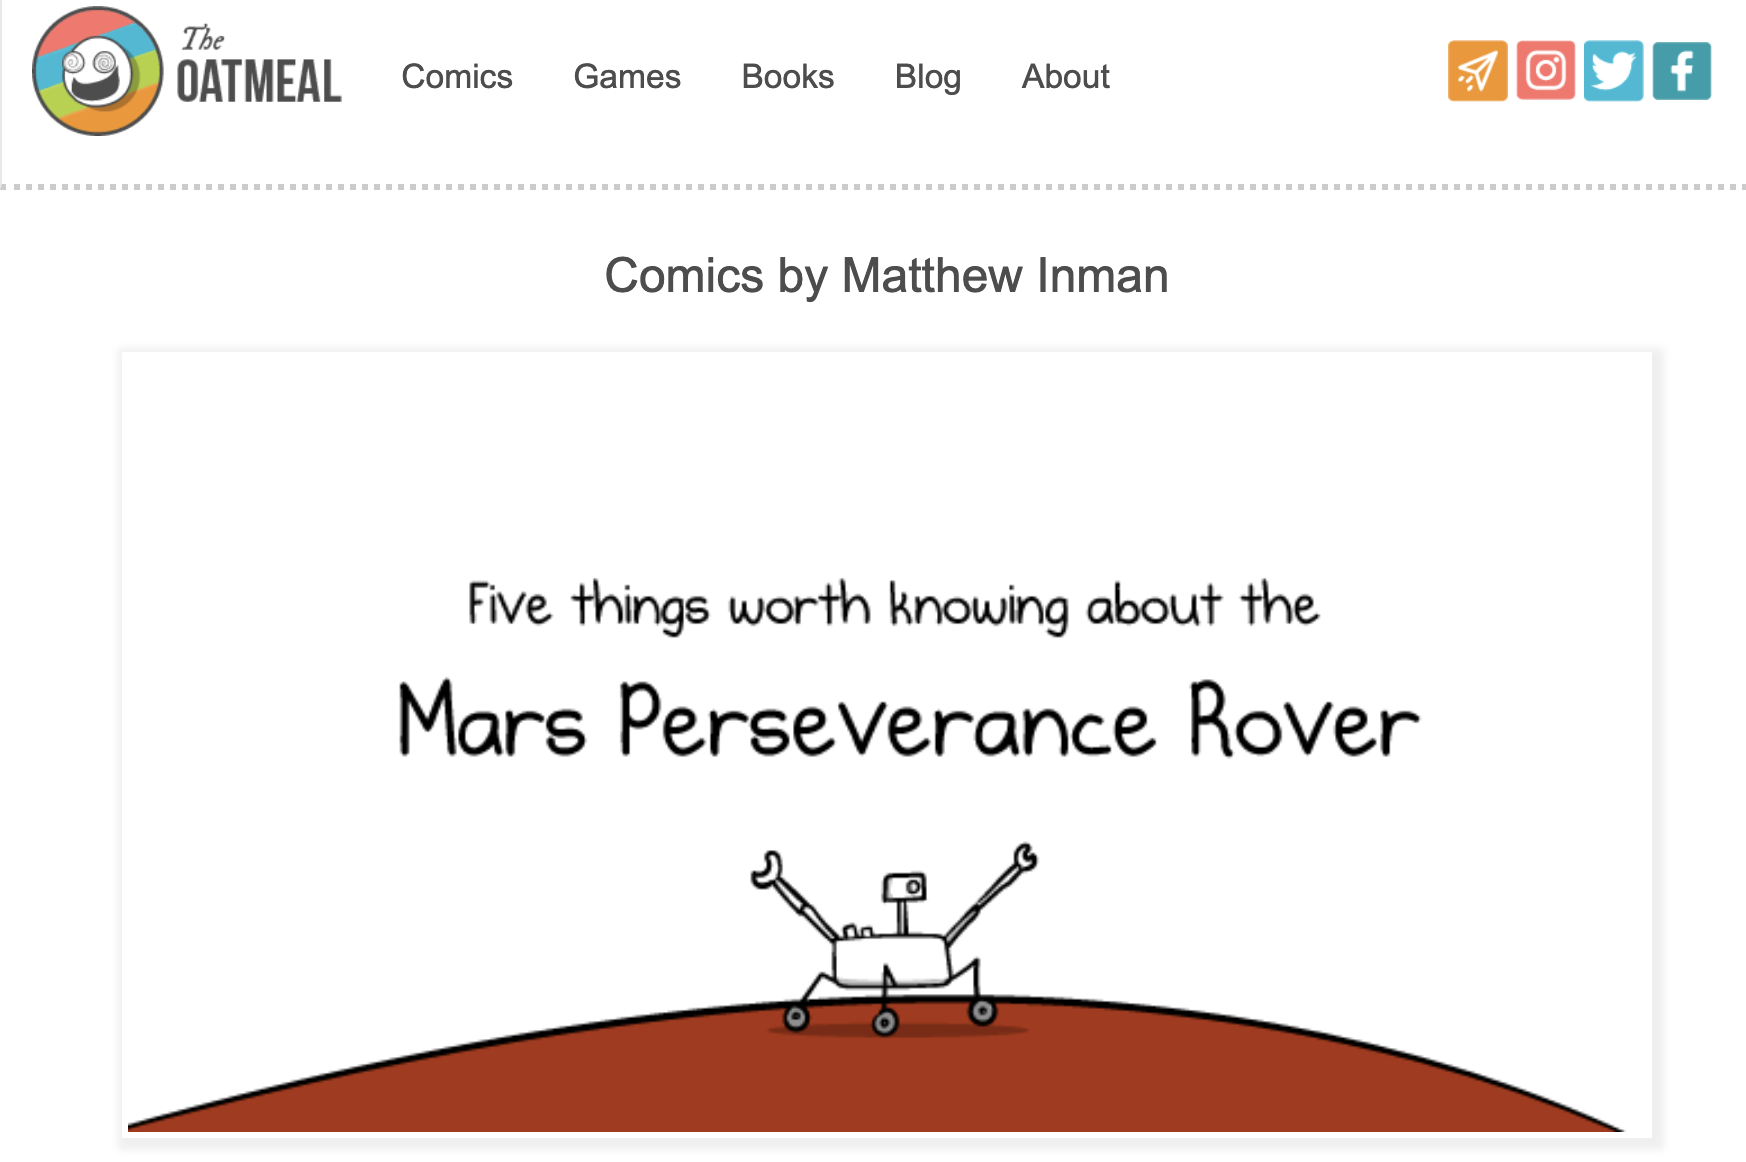 The
OATMEAL
Comics Games Books Blog About
Comics by Matthew Inman
Five things worth knowing about the
Mars Perseverance Rover